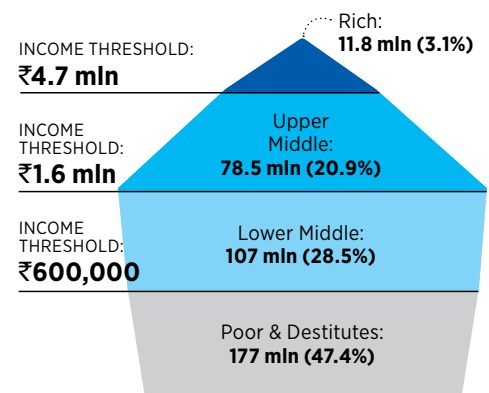 Rich:
11.8 mln (3.1%)
INCOME THRESHOLD:
₹4.7 mln
Upper
Middle:
78.5 mln (20.9%)
INCOME
THRESHOLD:
₹1.6 mln
Lower Middle:
107 mln (28.5%)
INCOME
THRESHOLD:
₹600,000
Poor & Destitutes:
177 mln (47.4%)